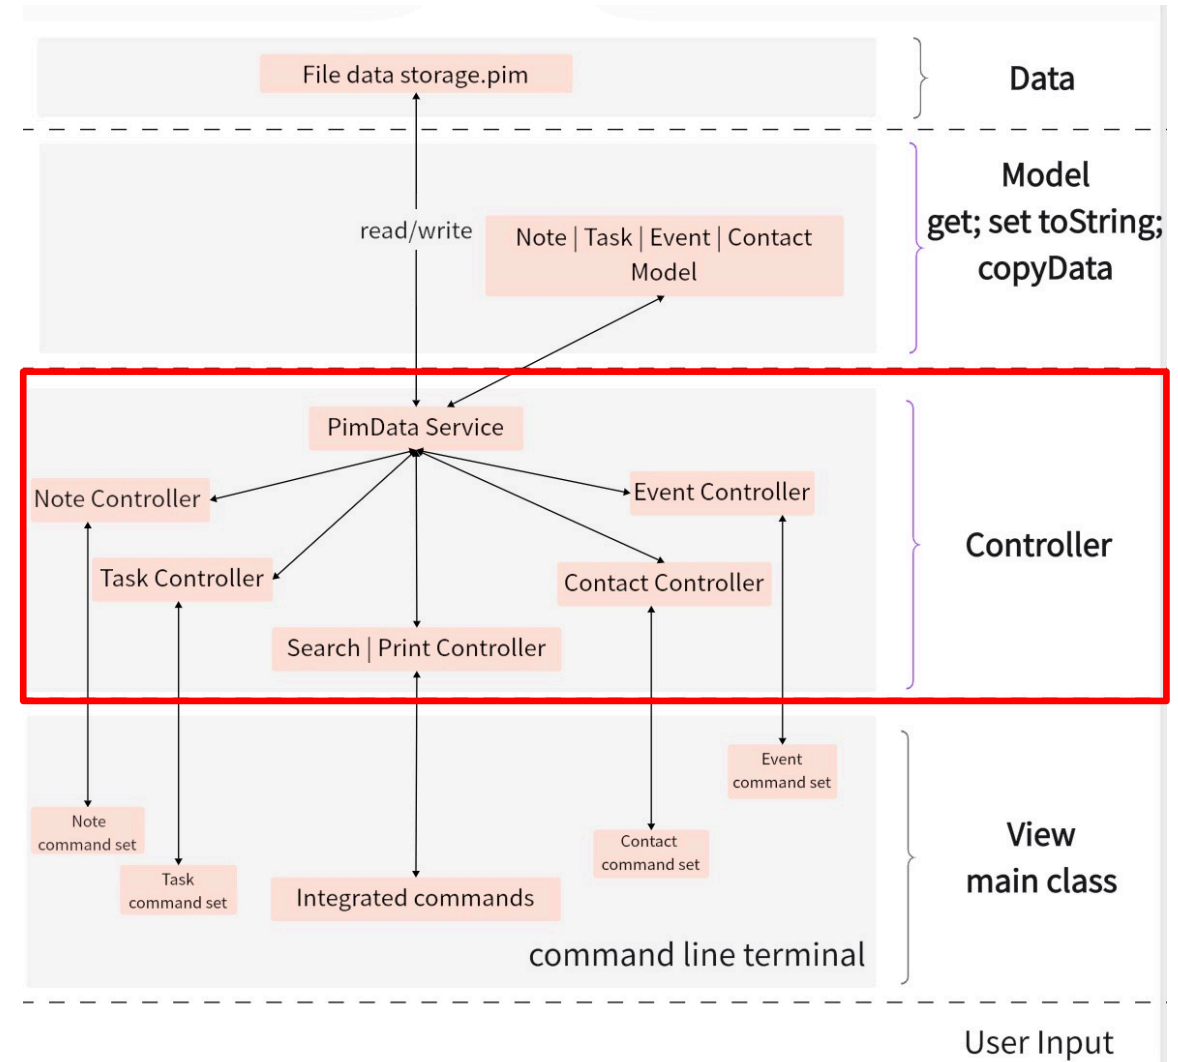 File data storage.pim
Data
Model
get; set toString;
copyData
read/write
Note | Task | Event | Contact
Model
PimData Service
Note Controller
Event Controller
Task Controller
Contact Controller
Controller
Search | Print Controller
Event
command set
Note
command set
Contact
command set
Task
command set
Integrated commands
View
main class
command line terminal
User Input